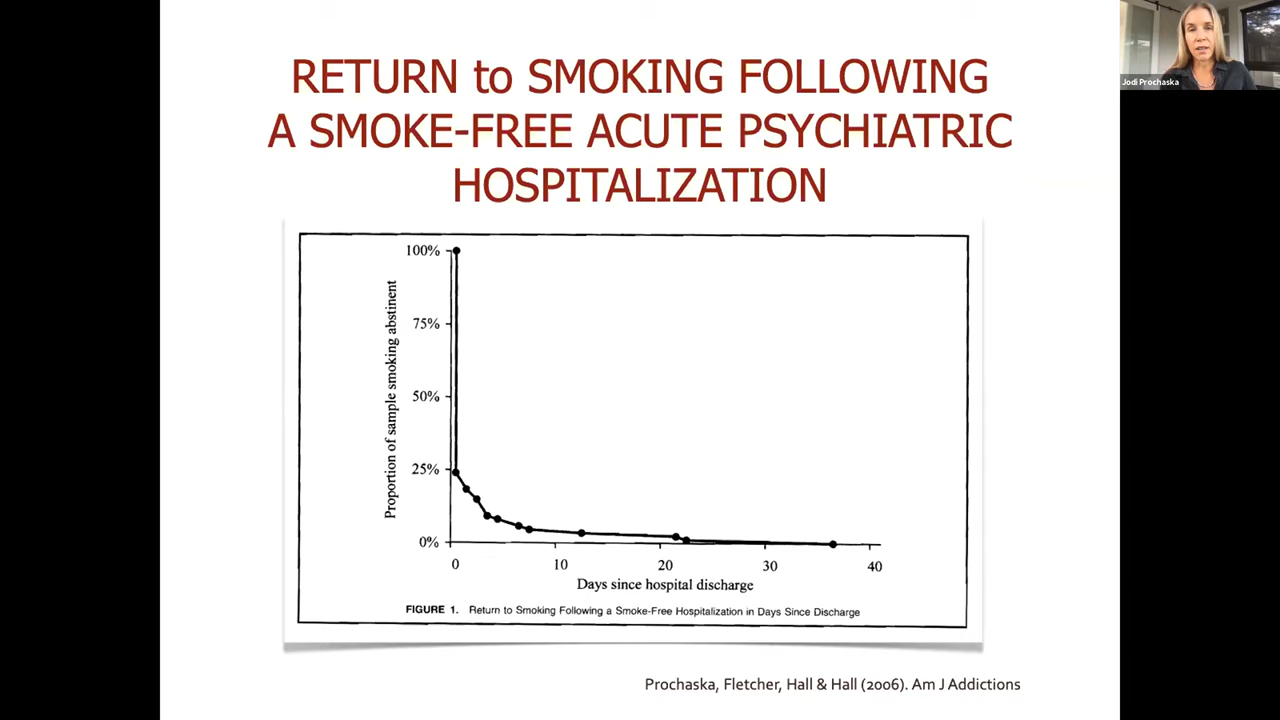 RETURN to SMOKING FOLLOWING
A SMOKE-FREE ACUTE PSYCHIATRIC
HOSPITALIZATION
Jodi Prochaska
Proportion of sample smoking abstinent
100%
75%
50%
25%
0%
0 10 20 30 40
Days since hospital discharge
FIGURE 1. Return to Smoking Following a Smoke-Free Hospitalization in Days Since Discharge
Prochaska, Fletcher, Hall & Hall (2006). Am J Addictions